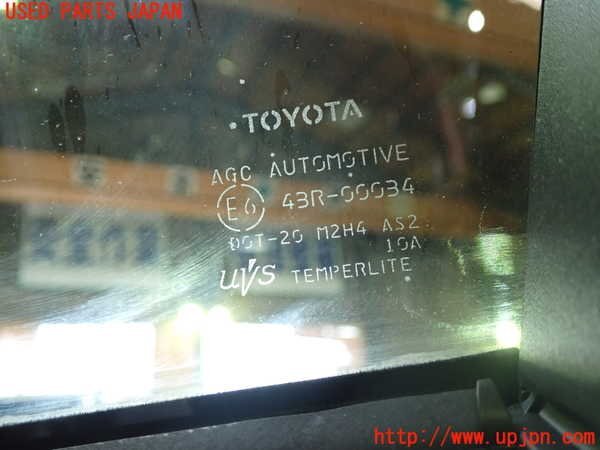 USED PARTS JAPAN
TOYOTA
AGC AUTOMOTIVE
E6 43R-00034
DOT-20 M2H4 AS2
10A
uvs TEMPERLITE
http://www.upjpn.com/